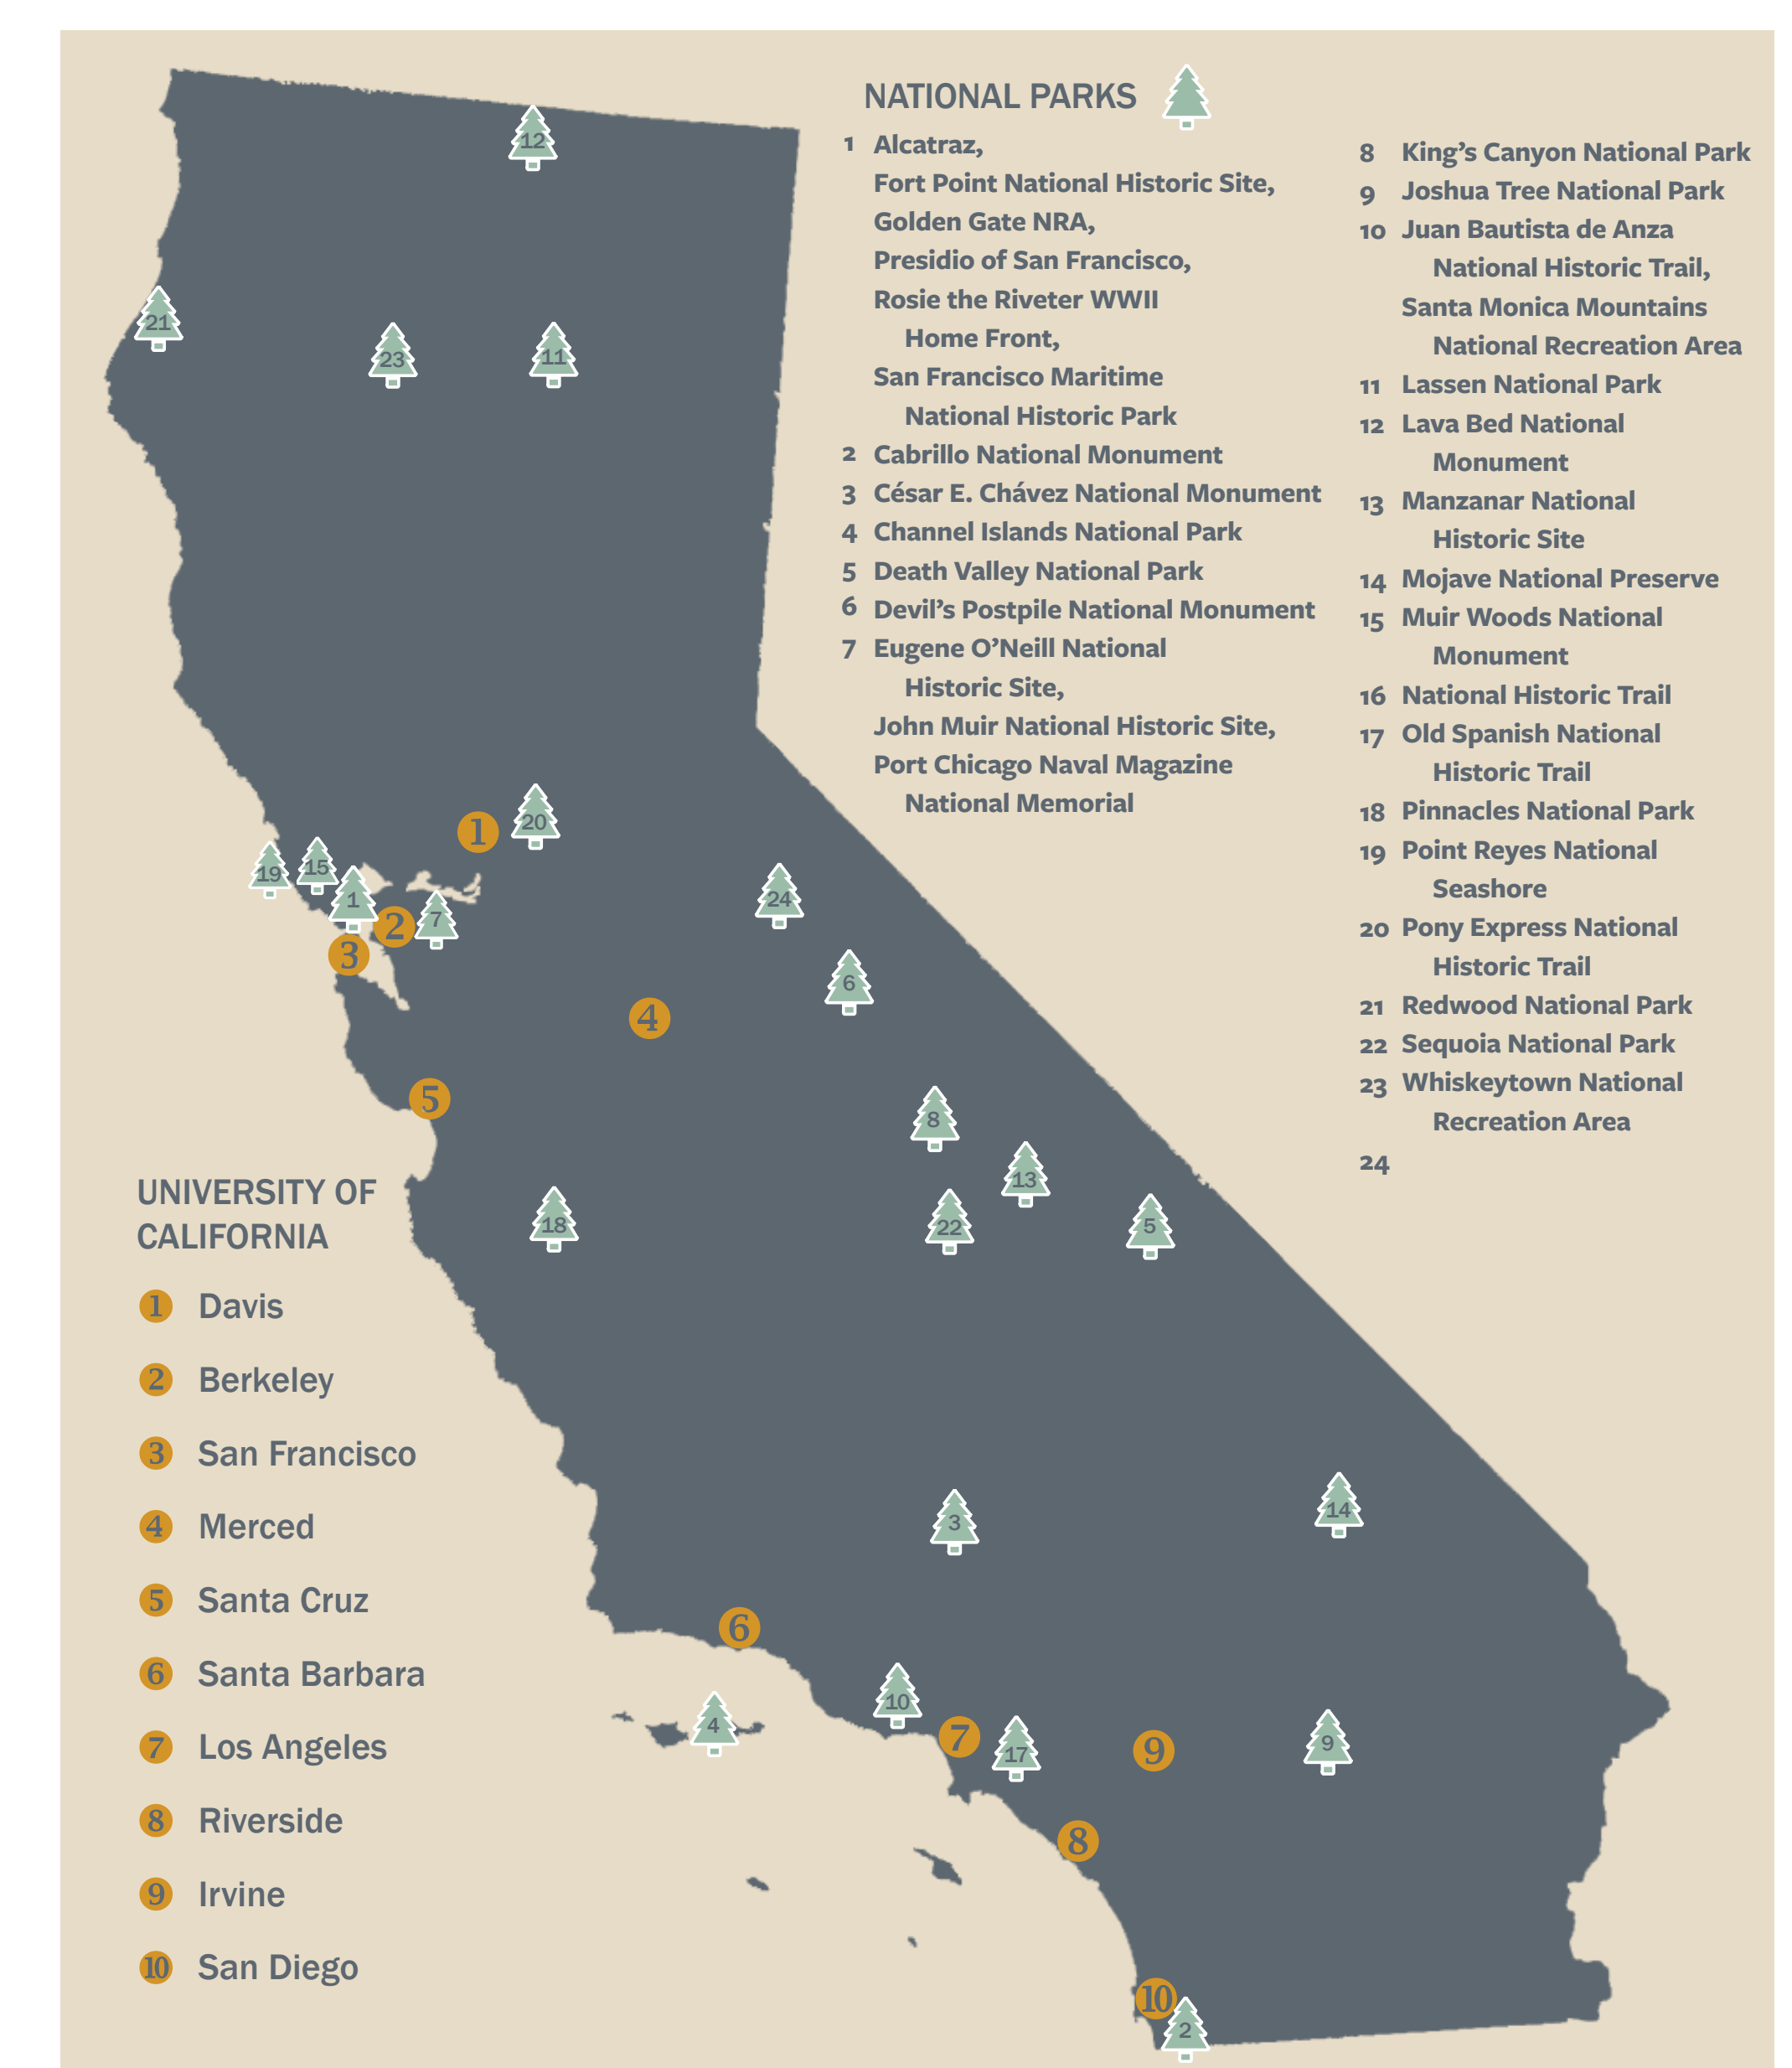 NATIONAL PARKS
1 Alcatraz,
Fort Point National Historic Site,
Golden Gate NRA,
Presidio of San Francisco,
Rosie the Riveter WWII
Home Front,
San Francisco Maritime
National Historic Park
2 Cabrillo National Monument
3 César E. Chávez National Monument
4 Channel Islands National Park
5 Death Valley National Park
6 Devil’s Postpile National Monument
7 Eugene O’Neill National
Historic Site,
John Muir National Historic Site,
Port Chicago Naval Magazine
National Memorial
8 King’s Canyon National Park
9 Joshua Tree National Park
10 Juan Bautista de Anza
National Historic Trail,
Santa Monica Mountains
National Recreation Area
11 Lassen National Park
12 Lava Bed National
Monument
13 Manzanar National
Historic Site
14 Mojave National Preserve
15 Muir Woods National
Monument
16 National Historic Trail
17 Old Spanish National
Historic Trail
18 Pinnacles National Park
19 Point Reyes National
Seashore
20 Pony Express National
Historic Trail
21 Redwood National Park
22 Sequoia National Park
23 Whiskeytown National
Recreation Area
24
12
21
23
11
1
20
19
15
1
7
2
3
24
6
4
5
8
13
22
5
18
3
14
6
10
4
7
17
9
9
8
10
2
UNIVERSITY OF
CALIFORNIA
1 Davis
2 Berkeley
3 San Francisco
4 Merced
5 Santa Cruz
6 Santa Barbara
7 Los Angeles
8 Riverside
9 Irvine
10 San Diego